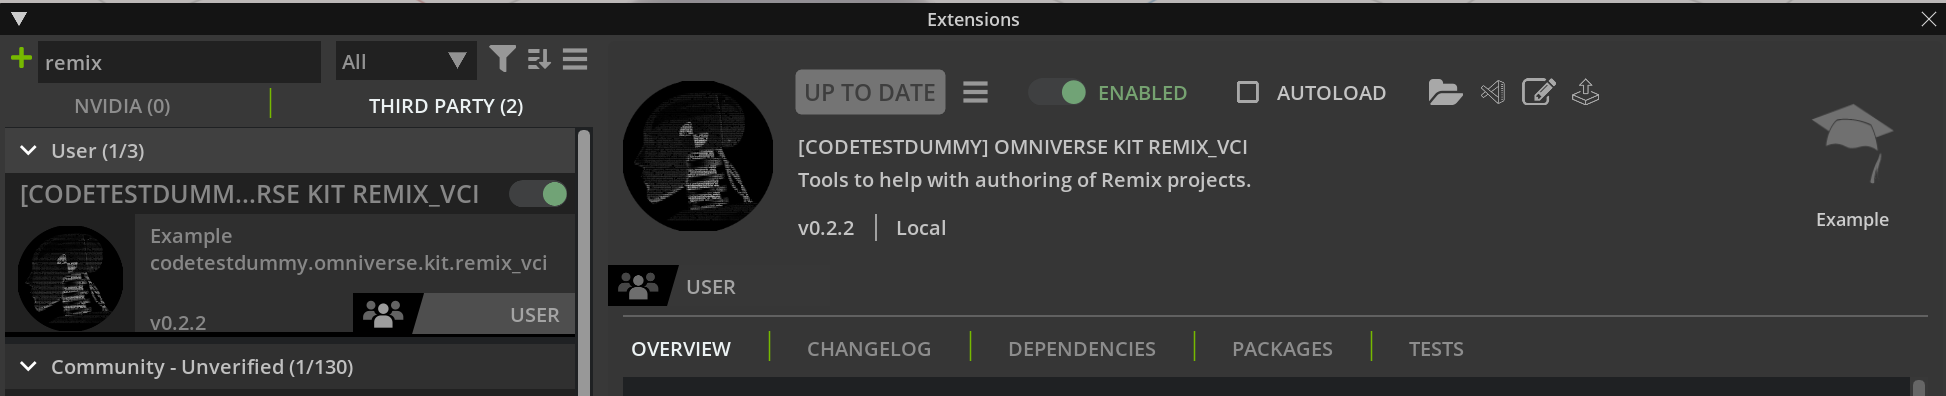 Extensions
remix
All
NVIDIA (0)
THIRD PARTY (2)
User (1/3)
[CODETESTDUMM...RSE KIT REMIX_VCI
Example
codetestdummy.omniverse.kit.remix_vci
v0.2.2
USER
Community - Unverified (1/130)
UP TO DATE
ENABLED
AUTOLOAD
[CODETESTDUMMY] OMNIVERSE KIT REMIX_VCI
Tools to help with authoring of Remix projects.
v0.2.2
Local
Example
USER
OVERVIEW
CHANGELOG
DEPENDENCIES
PACKAGES
TESTS